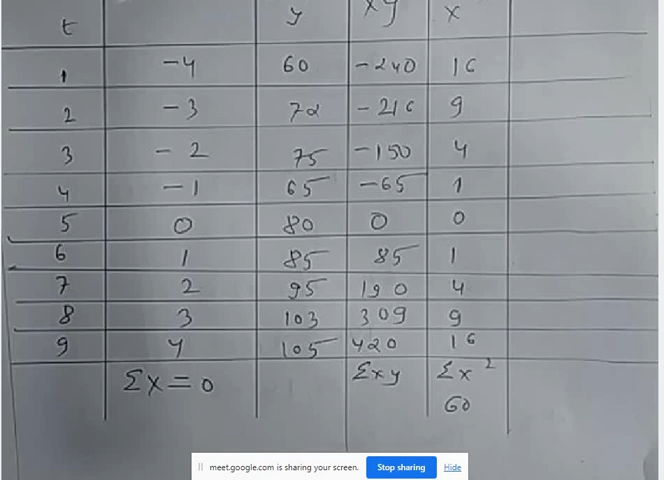 t y xy x
1 -4 60 -240 16
2 -3 72 -216 9
3 -2 75 -150 4
4 -1 65 -65 1
5 0 80 0 0
6 1 85 85 1
7 2 95 190 4
8 3 103 309 9
9 4 105 420 16
Σx=0 Σxy Σx²
60
meet.google.com is sharing your screen. Stop sharing Hide